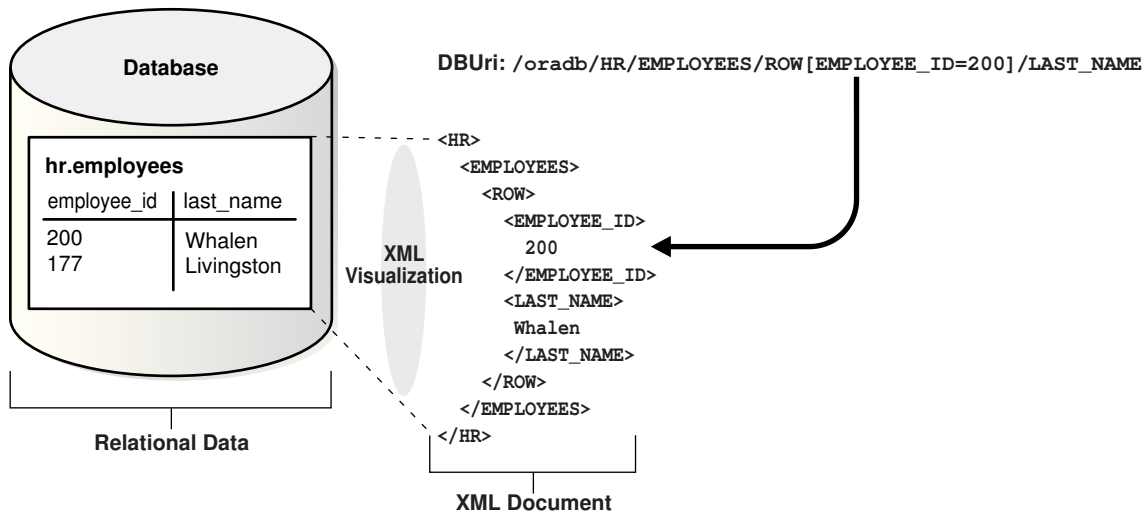 Database
DBUri: /oradb/HR/EMPLOYEES/ROW[EMPLOYEE_ID=200]/LAST_NAME
hr.employees
employee_id last_name
200 Whalen
177 Livingston
XML
Visualization
<HR>
<EMPLOYEES>
<ROW>
<EMPLOYEE_ID>
200
</EMPLOYEE_ID>
<LAST_NAME>
Whalen
</LAST_NAME>
</ROW>
</EMPLOYEES>
</HR>
Relational Data
XML Document